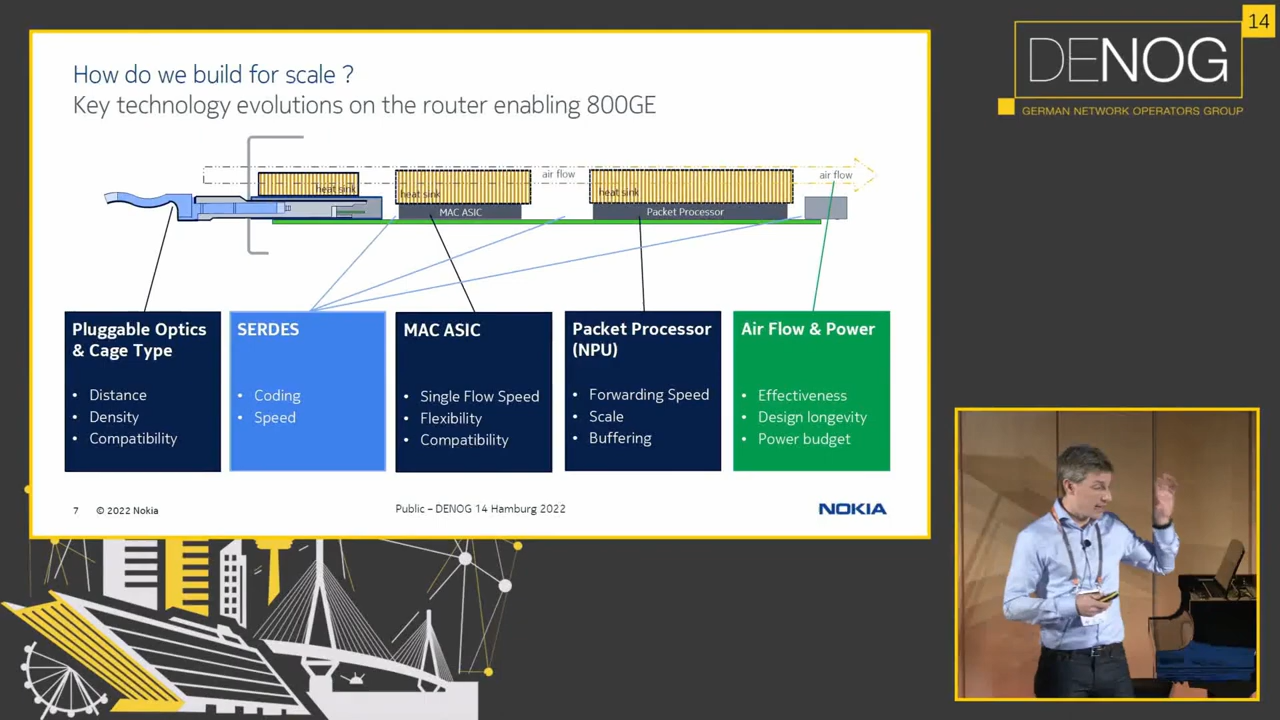 How do we build for scale ?
Key technology evolutions on the router enabling 800GE
air flow
air flow
heat sink
heat sink
heat sink
MAC ASIC
Packet Processor
Pluggable Optics
& Cage Type
• Distance
• Density
• Compatibility
SERDES
• Coding
• Speed
MAC ASIC
• Single Flow Speed
• Flexibility
• Compatibility
Packet Processor
(NPU)
• Forwarding Speed
• Scale
• Buffering
Air Flow & Power
• Effectiveness
• Design longevity
• Power budget
7 © 2022 Nokia
Public – DENOG 14 Hamburg 2022
NOKIA
14
DENOG
GERMAN NETWORK OPERATORS GROUP